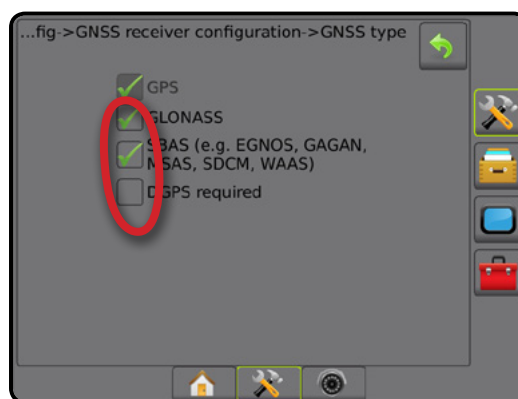 ...fig->GNSS receiver configuration->GNSS type
GPS
GLONASS
SBAS (e.g. EGNOS, GAGAN,
MSAS, SDCM, WAAS)
DGPS required